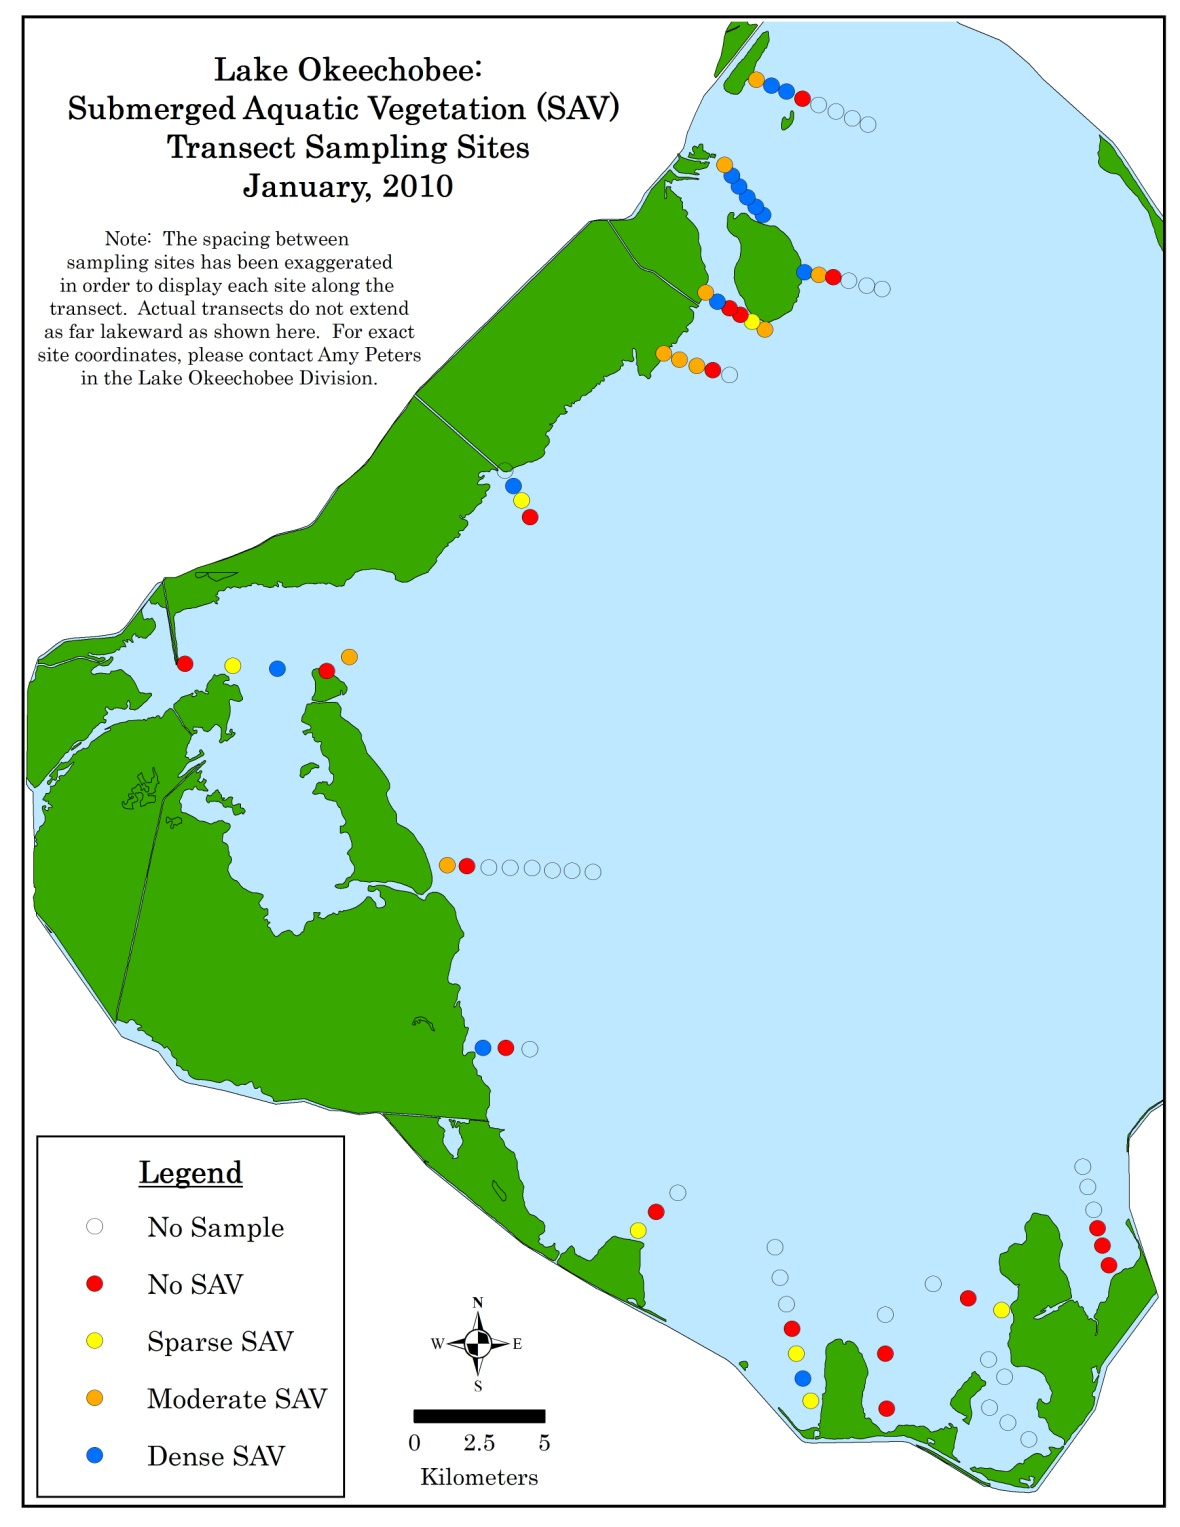 Lake Okeechobee:
Submerged Aquatic Vegetation (SAV)
Transect Sampling Sites
January, 2010
Note: The spacing between
sampling sites has been exaggerated
in order to display each site along the
transect. Actual transects do not extend
as far lakeward as shown here. For exact
site coordinates, please contact Amy Peters
in the Lake Okeechobee Division.
Legend
No Sample
No SAV
Sparse SAV
Moderate SAV
Dense SAV
N
W E
S
0 2.5 5
Kilometers